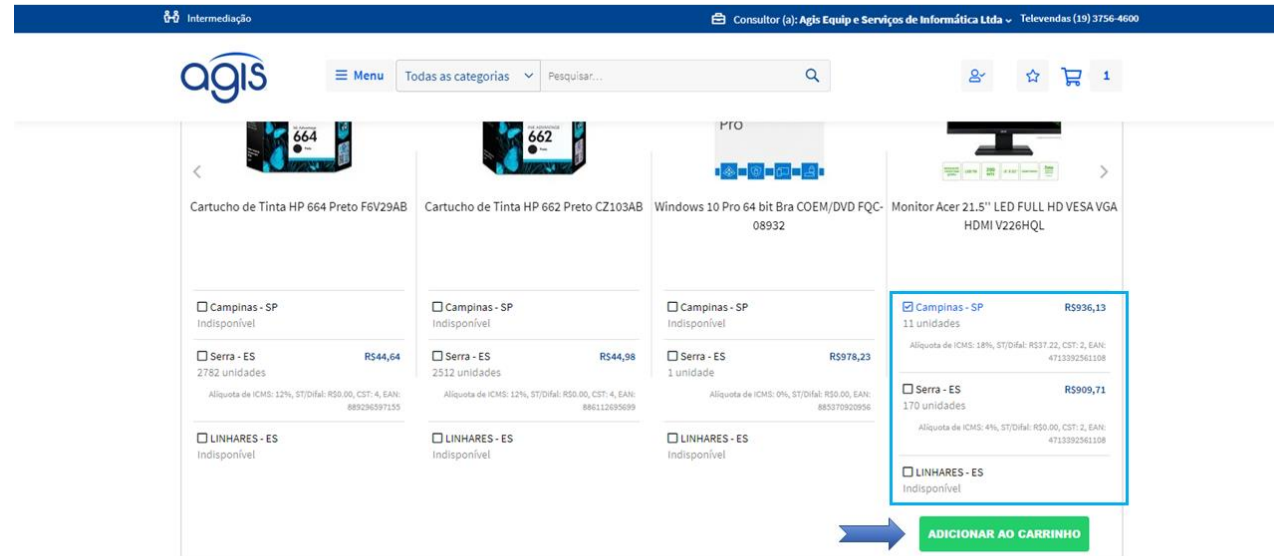 Intermediação
Consultor (a): Agis Equip e Serviços de Informática Ltda
Televendas (19) 3756-4600
agis
Menu
Todas as categorias
Pesquisar...
1
664
662
Pro
Cartucho de Tinta HP 664 Preto F6V29AB
Cartucho de Tinta HP 662 Preto CZ103AB
Windows 10 Pro 64 bit Bra COEM/DVD FQC-
08932
Monitor Acer 21.5'' LED FULL HD VESA VGA
HDMI V226HQL
Campinas - SP
Indisponível
Serra - ES R$44,64
2782 unidades
Alíquota de ICMS: 12%, ST/Difal: R$0.00, CST: 4, EAN:
889296597155
LINHARES - ES
Indisponível
Campinas - SP
Indisponível
Serra - ES R$44,98
2512 unidades
Alíquota de ICMS: 12%, ST/Difal: R$0.00, CST: 4, EAN:
886112695699
LINHARES - ES
Indisponível
Campinas - SP
Indisponível
Serra - ES R$978,23
1 unidade
Alíquota de ICMS: 0%, ST/Difal: R$0.00, EAN:
885370920956
LINHARES - ES
Indisponível
Campinas - SP R$936,13
11 unidades
Alíquota de ICMS: 18%, ST/Difal: R$37.22, CST: 2, EAN:
4713392561108
Serra - ES R$909,71
170 unidades
Alíquota de ICMS: 4%, ST/Difal: R$0.00, CST: 2, EAN:
4713392561108
LINHARES - ES
Indisponível
ADICIONAR AO CARRINHO